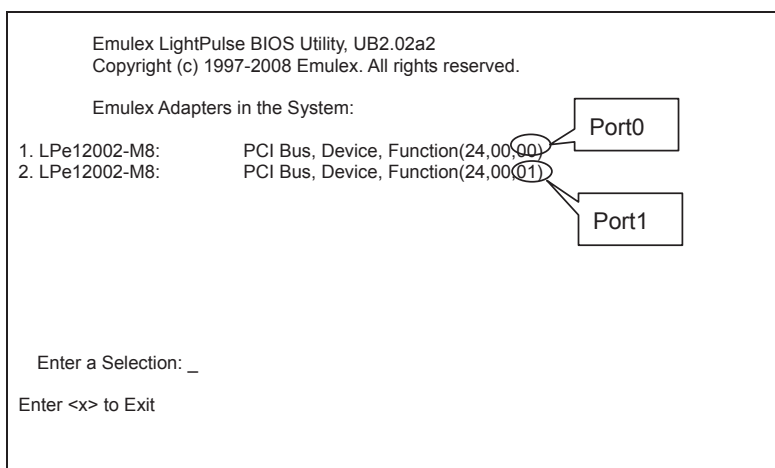 Emulex LightPulse BIOS Utility, UB2.02a2
Copyright (c) 1997-2008 Emulex. All rights reserved.
Emulex Adapters in the System:
Port0
1. LPe12002-M8: PCI Bus, Device, Function(24,00,00)
2. LPe12002-M8: PCI Bus, Device, Function(24,00,01)
Port1
Enter a Selection: _
Enter <x> to Exit